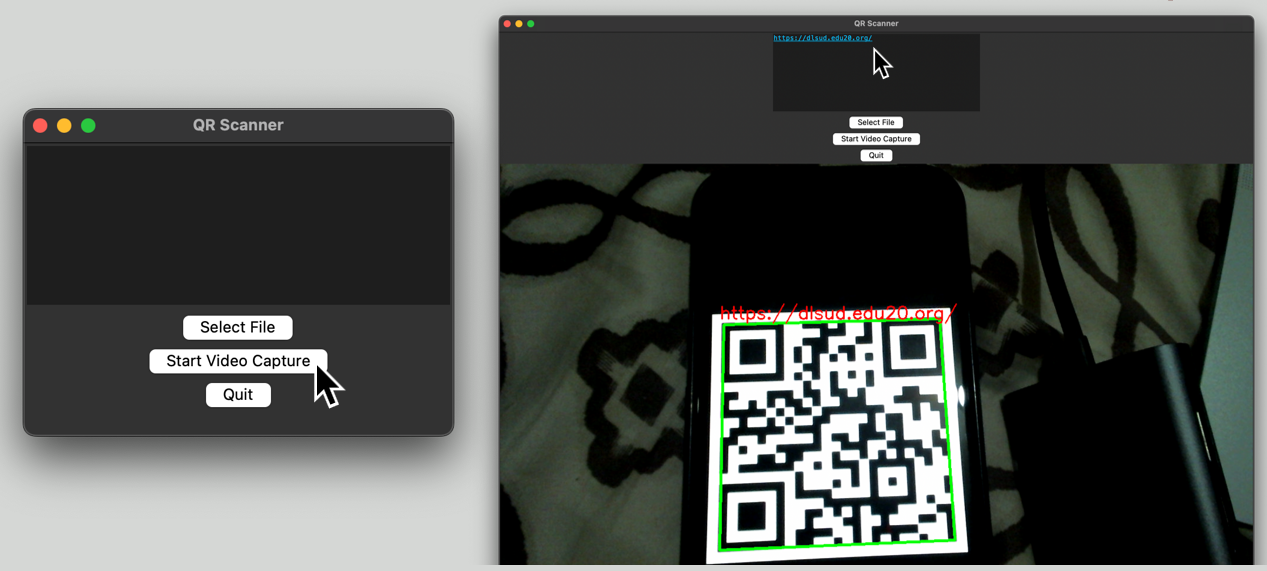 QR Scanner
Select File
Start Video Capture
Quit
QR Scanner
https://dlsud.edu20.org/
Select File
Start Video Capture
Quit
https://dlsud.edu20.org/